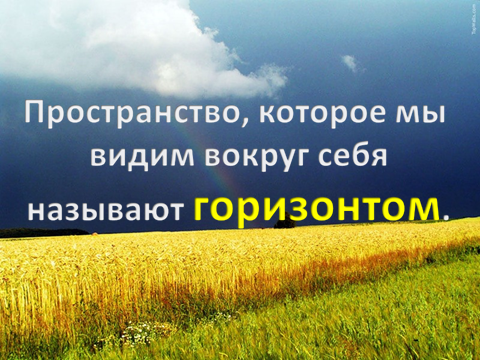 Пространство, которое мы
видим вокруг себя
называют горизонтом.